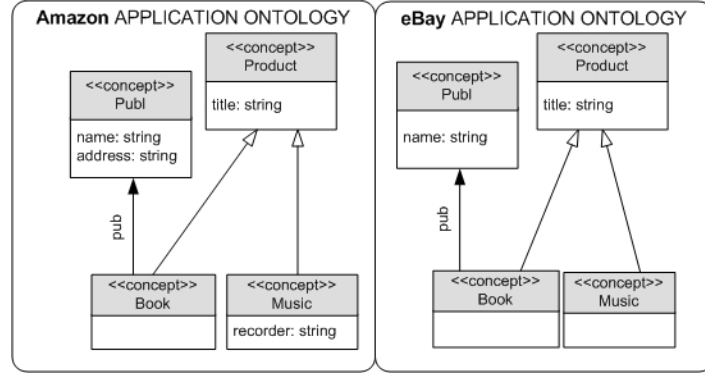 Amazon APPLICATION ONTOLOGY
<<concept>>
Product
title: string
<<concept>>
Publ
name: string
address: string
pub
<<concept>>
Book
<<concept>>
Music
recorder: string
eBay APPLICATION ONTOLOGY
<<concept>>
Product
title: string
<<concept>>
Publ
name: string
pub
<<concept>>
Book
<<concept>>
Music